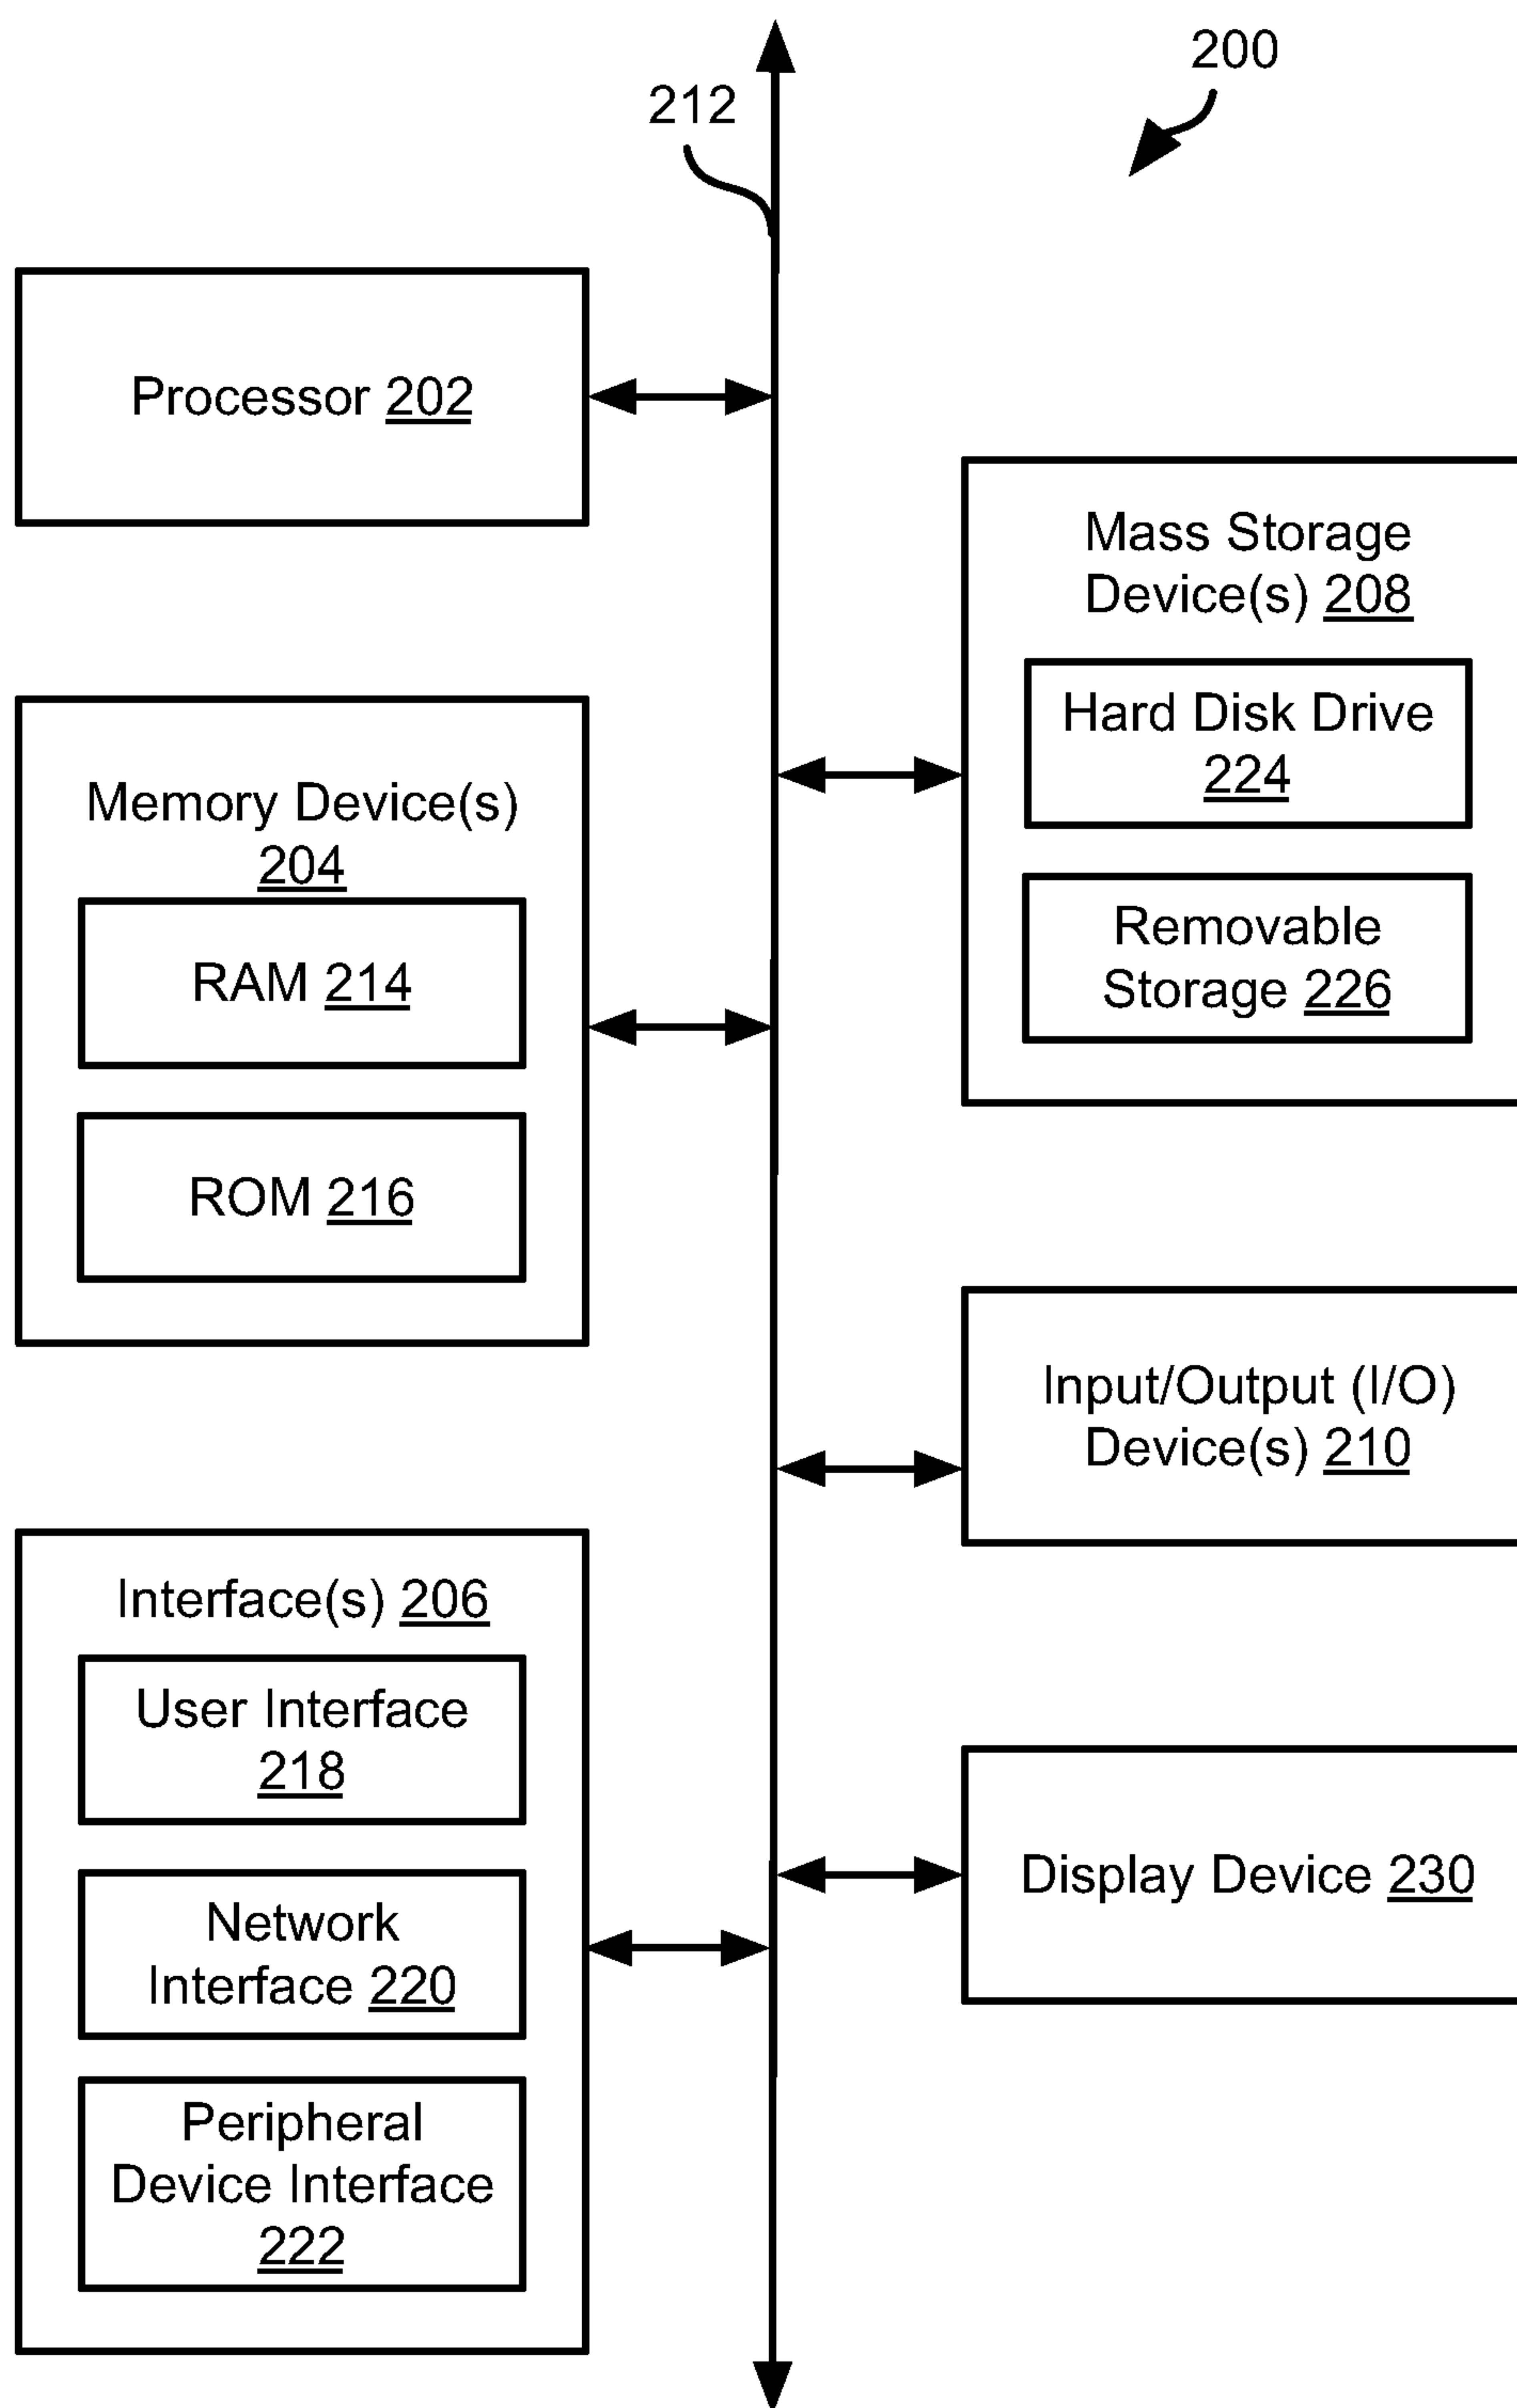 200
212
Processor 202
Mass Storage
Device(s) 208
Hard Disk Drive
224
Removable
Storage 226
Memory Device(s)
204
RAM 214
ROM 216
Input/Output (I/O)
Device(s) 210
Interface(s) 206
User Interface
218
Network
Interface 220
Peripheral
Device Interface
222
Display Device 230